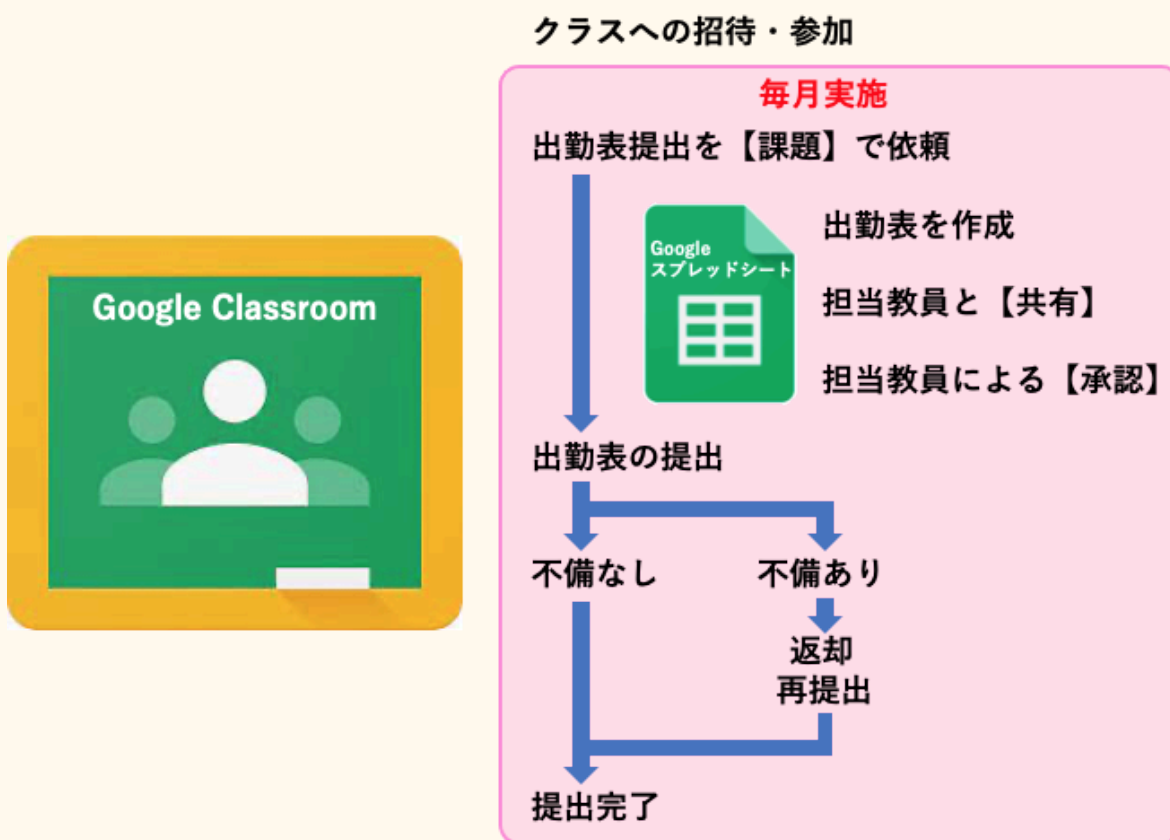 クラスへの招待・参加
毎月実施
出勤表提出を【課題】で依頼
Google Classroom
Google
スプレッドシート
出勤表を作成
担当教員と【共有】
担当教員による【承認】
出勤表の提出
不備なし
不備あり
返却
再提出
提出完了